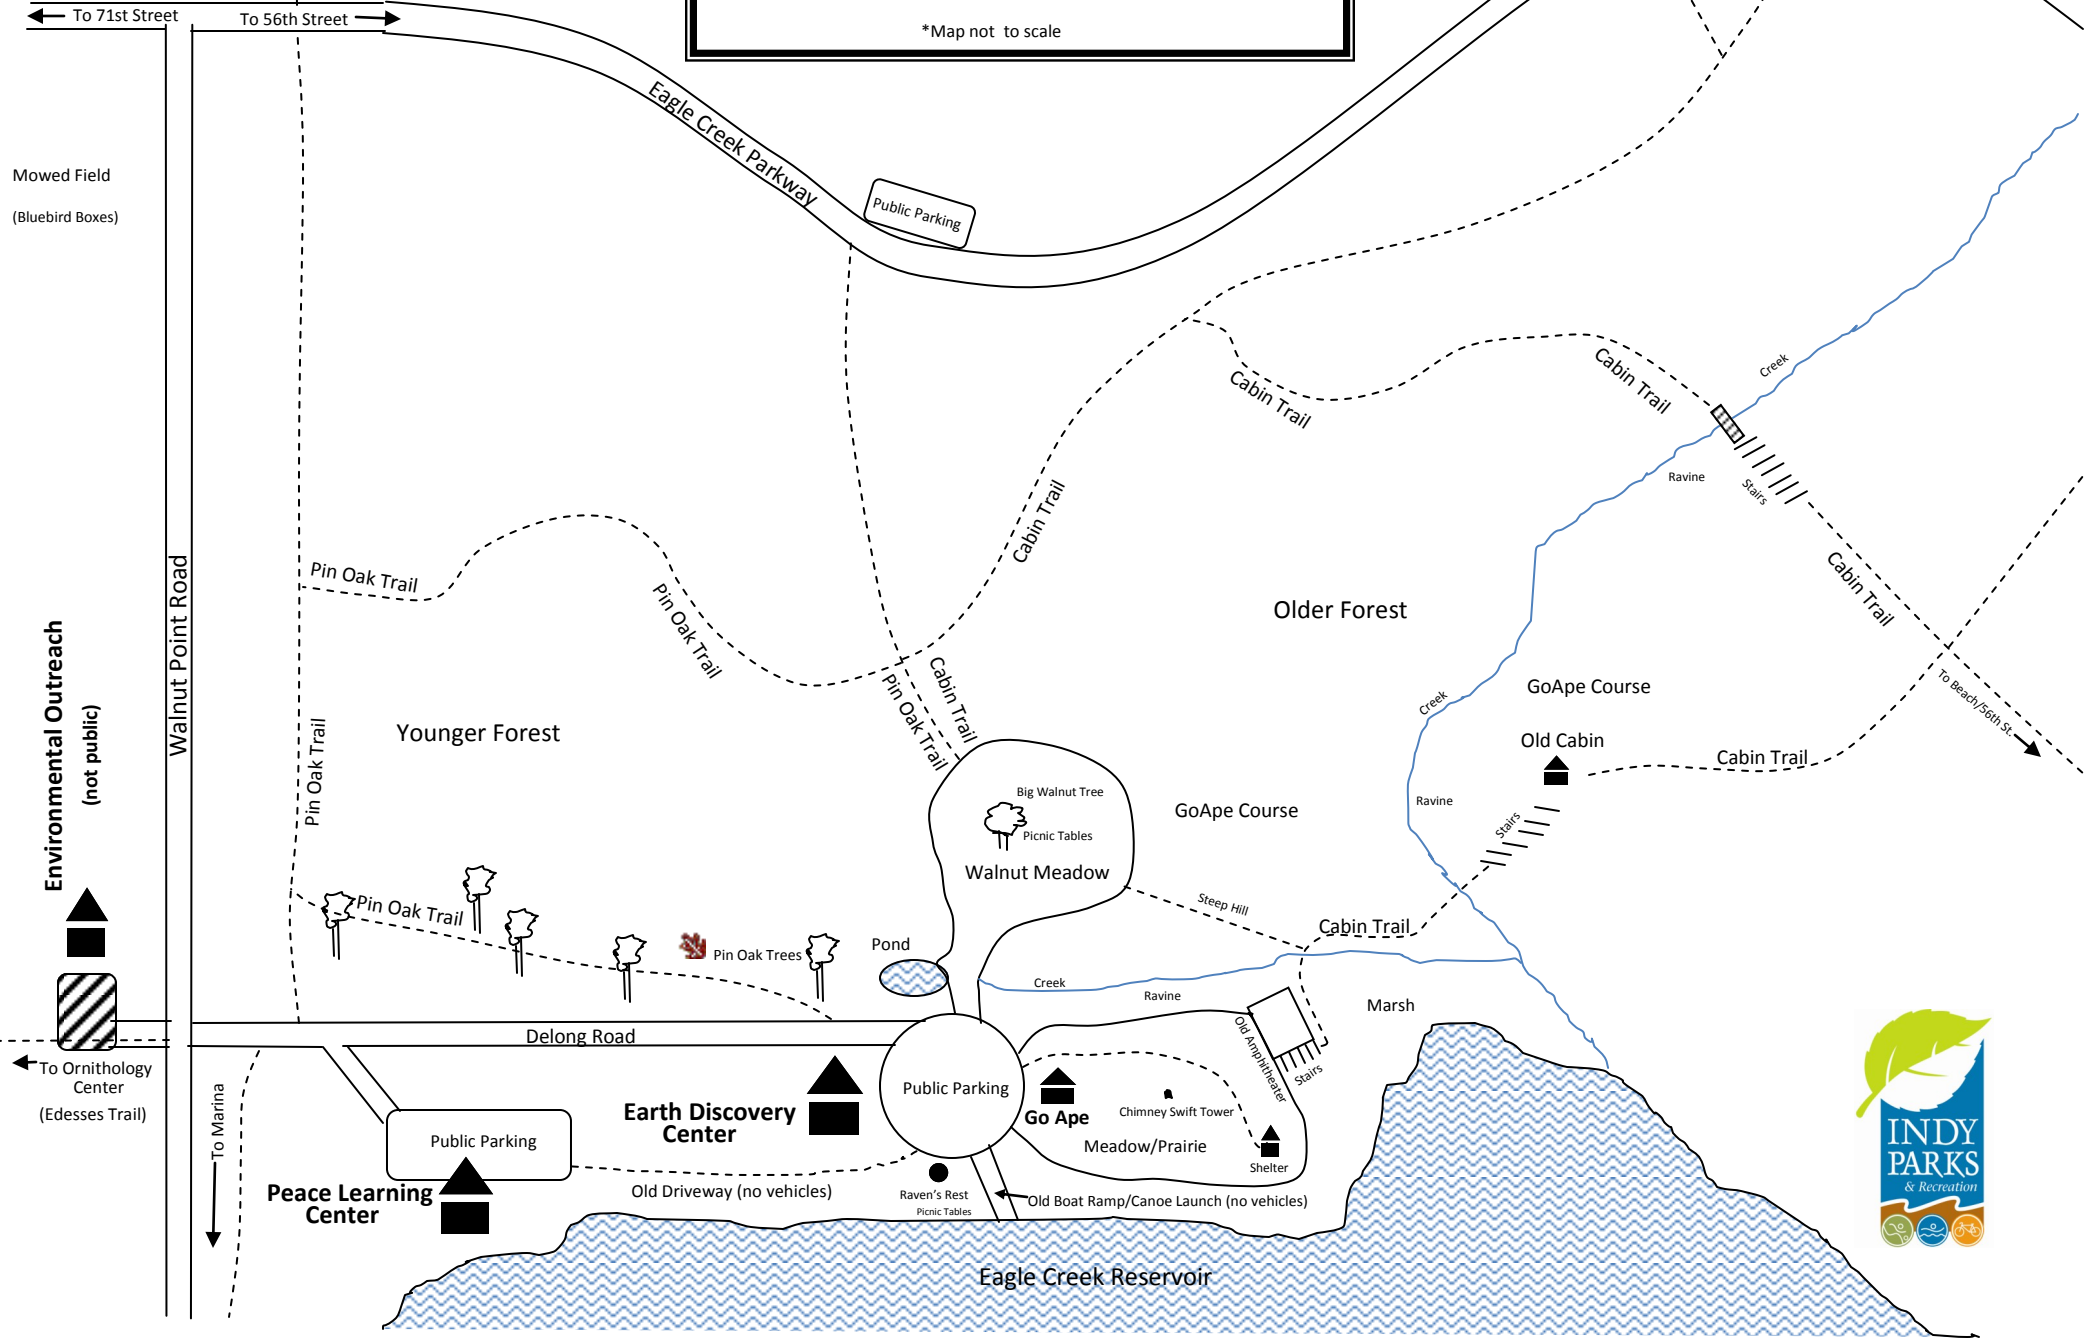 To 71st Street
To 56th Street
*Map not to scale
Eagle Creek Parkway
Public Parking
Mowed Field
(Bluebird Boxes)
Creek
Cabin Trail
Cabin Trail
Ravine
Stairs
Cabin Trail
Pin Oak Trail
Pin Oak Trail
Cabin Trail
Older Forest
Walnut Point Road
Environmental Outreach
(not public)
Cabin Trail
Pin Oak Trail
Creek
GoApe Course
To Beach/56th St.
Younger Forest
Pin Oak Trail
Old Cabin
Cabin Trail
Big Walnut Tree
Picnic Tables
Walnut Meadow
GoApe Course
Ravine
Stairs
Steep Hill
Cabin Trail
Pin Oak Trail
Pin Oak Trees
Pond
Creek
Ravine
Marsh
Delong Road
Old Amphitheater
Stairs
To Ornithology
Center
(Edesses Trail)
To Marina
Public Parking
Earth Discovery
Center
Public Parking
Go Ape
Chimney Swift Tower
Meadow/Prairie
Shelter
Peace Learning
Center
Old Driveway (no vehicles)
Raven's Rest
Picnic Tables
Old Boat Ramp/Canoe Launch (no vehicles)
Eagle Creek Reservoir
INDY
PARKS
& Recreation